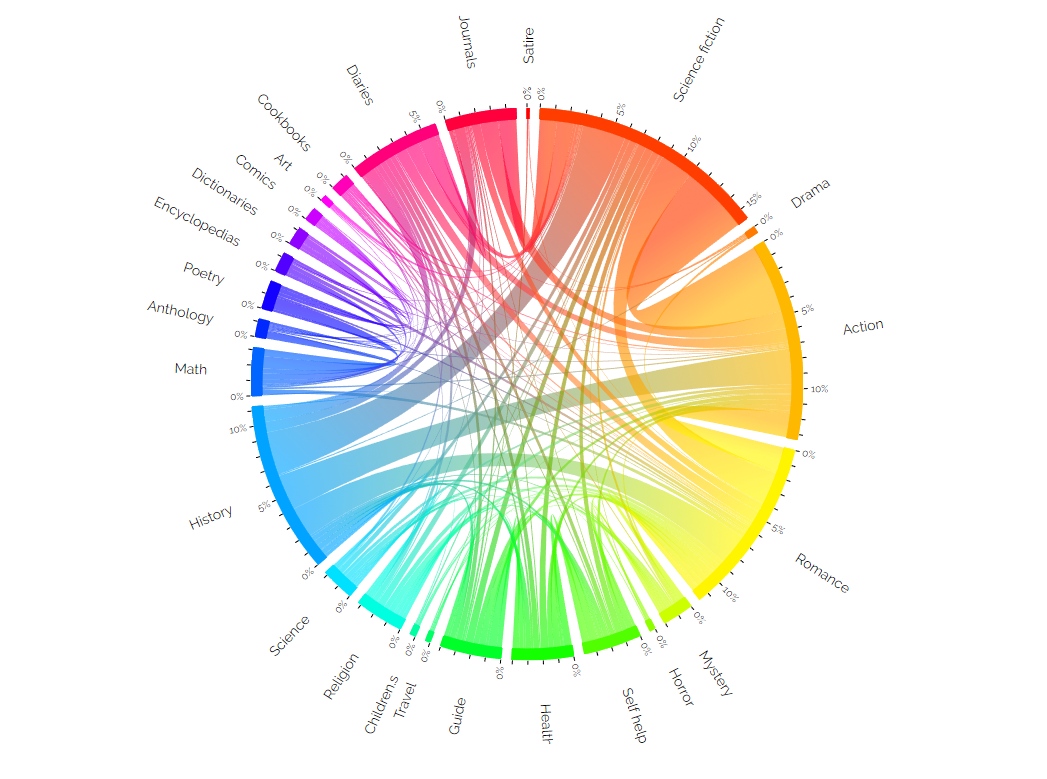 Satire
0%
Science fiction
0%
5%
10%
15%
Drama
0%
Action
0%
5%
10%
Romance
0%
5%
10%
Mystery
0%
Horror
0%
Self help
0%
Health
0%
Guide
0%
Travel
0%
Children.s
0%
Religion
0%
Science
0%
History
0%
5%
10%
Math
0%
Anthology
0%
Poetry
0%
Encyclopedias
0%
Dictionaries
0%
Comics
0%
Art
0%
Cookbooks
0%
Diaries
0%
5%
Journals
0%